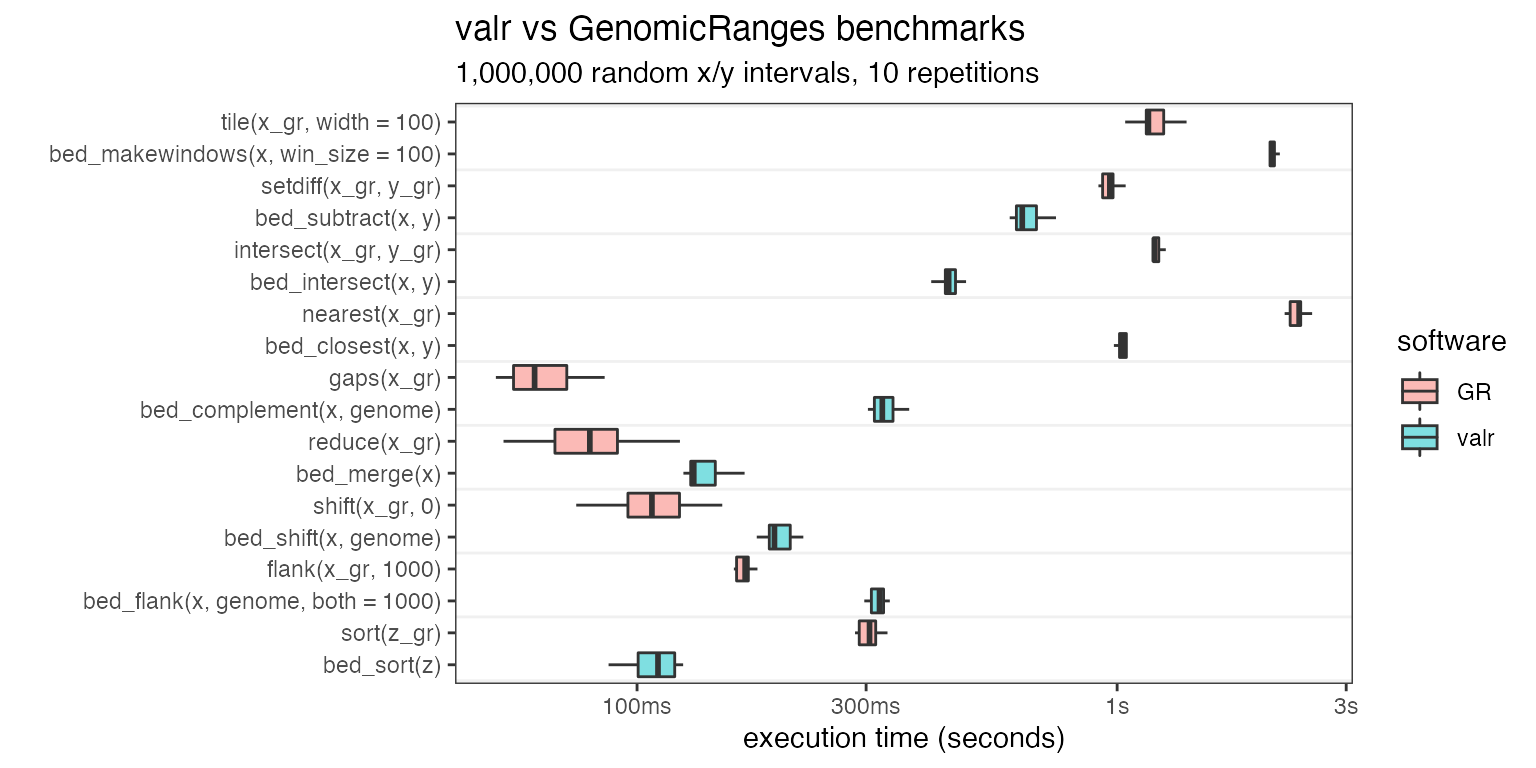 valr vs GenomicRanges benchmarks
1,000,000 random x/y intervals, 10 repetitions
tile(x_gr, width = 100)
bed_makewindows(x, win_size = 100)
setdiff(x_gr, y_gr)
bed_subtract(x, y)
intersect(x_gr, y_gr)
bed_intersect(x, y)
nearest(x_gr)
bed_closest(x, y)
gaps(x_gr)
bed_complement(x, genome)
reduce(x_gr)
bed_merge(x)
shift(x_gr, 0)
bed_shift(x, genome)
flank(x_gr, 1000)
bed_flank(x, genome, both = 1000)
sort(z_gr)
bed_sort(z)
100ms 300ms 1s 3s
execution time (seconds)
software
GR
valr